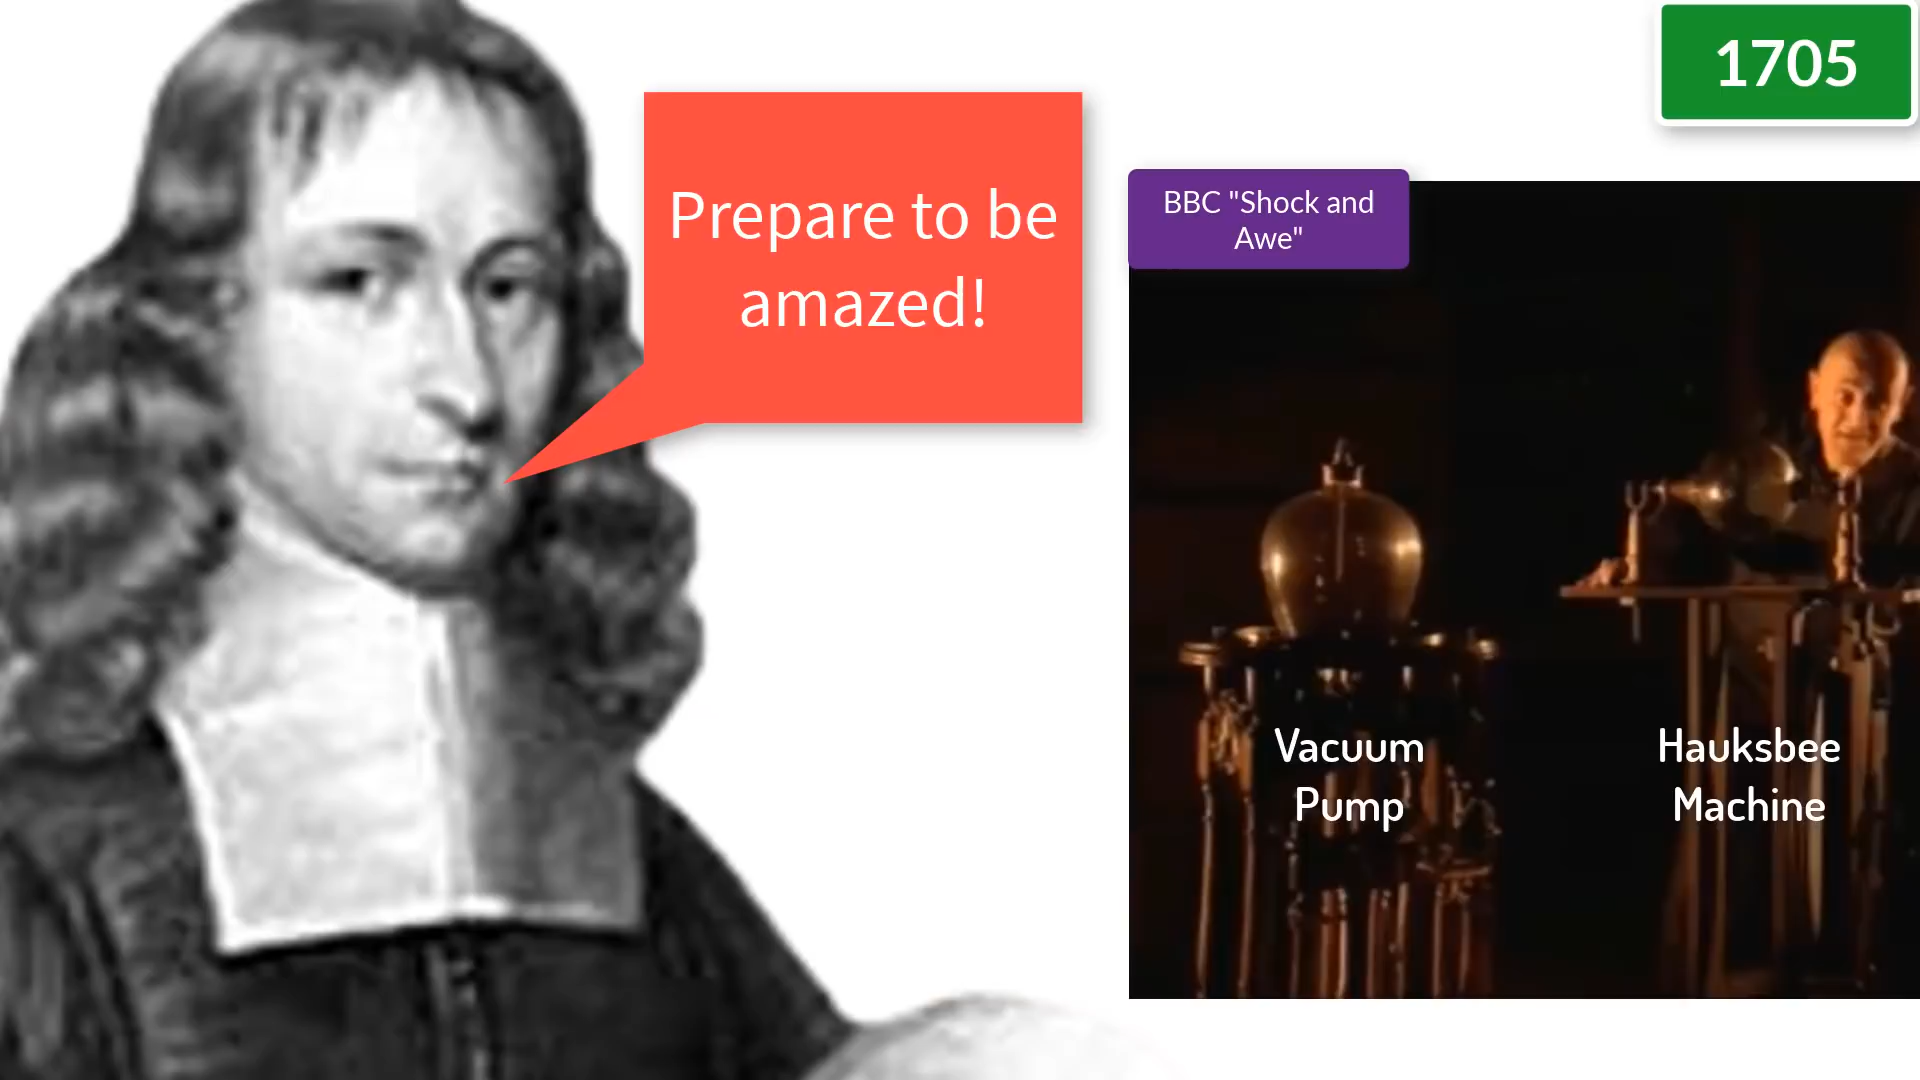 1705
Prepare to be
amazed!
BBC "Shock and
Awe"
Vacuum
Pump
Hauksbee
Machine